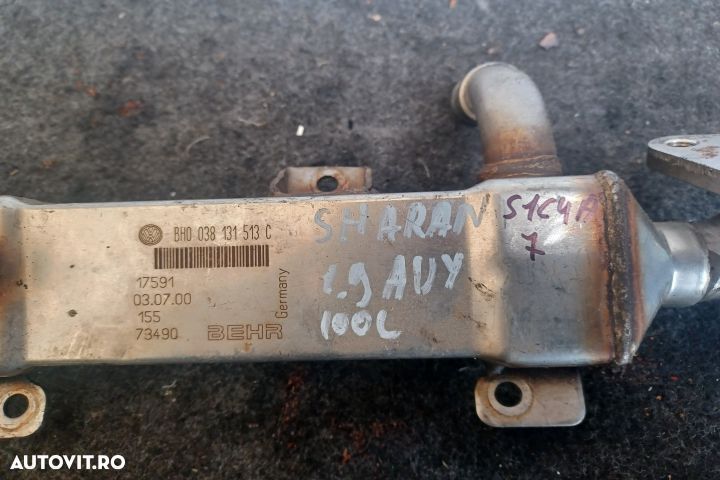 BHO 038 131 513 C
17591
03.07.00
155
73490 BEHR
Germany
SHARAN
1.9 AUY
100L
S1C4A
7
AUTOVIT.RO